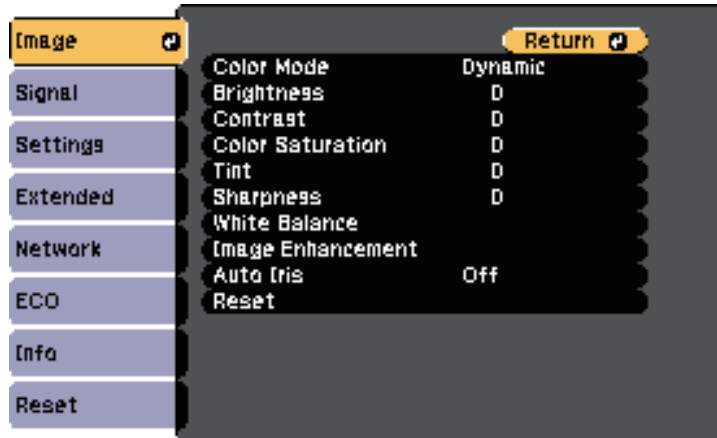 Image
Signal
Settings
Extended
Network
ECO
Info
Reset
Return
Color Mode Dynamic
Brightness 0
Contrast 0
Color Saturation 0
Tint 0
Sharpness 0
White Balance
Image Enhancement
Auto Iris Off
Reset